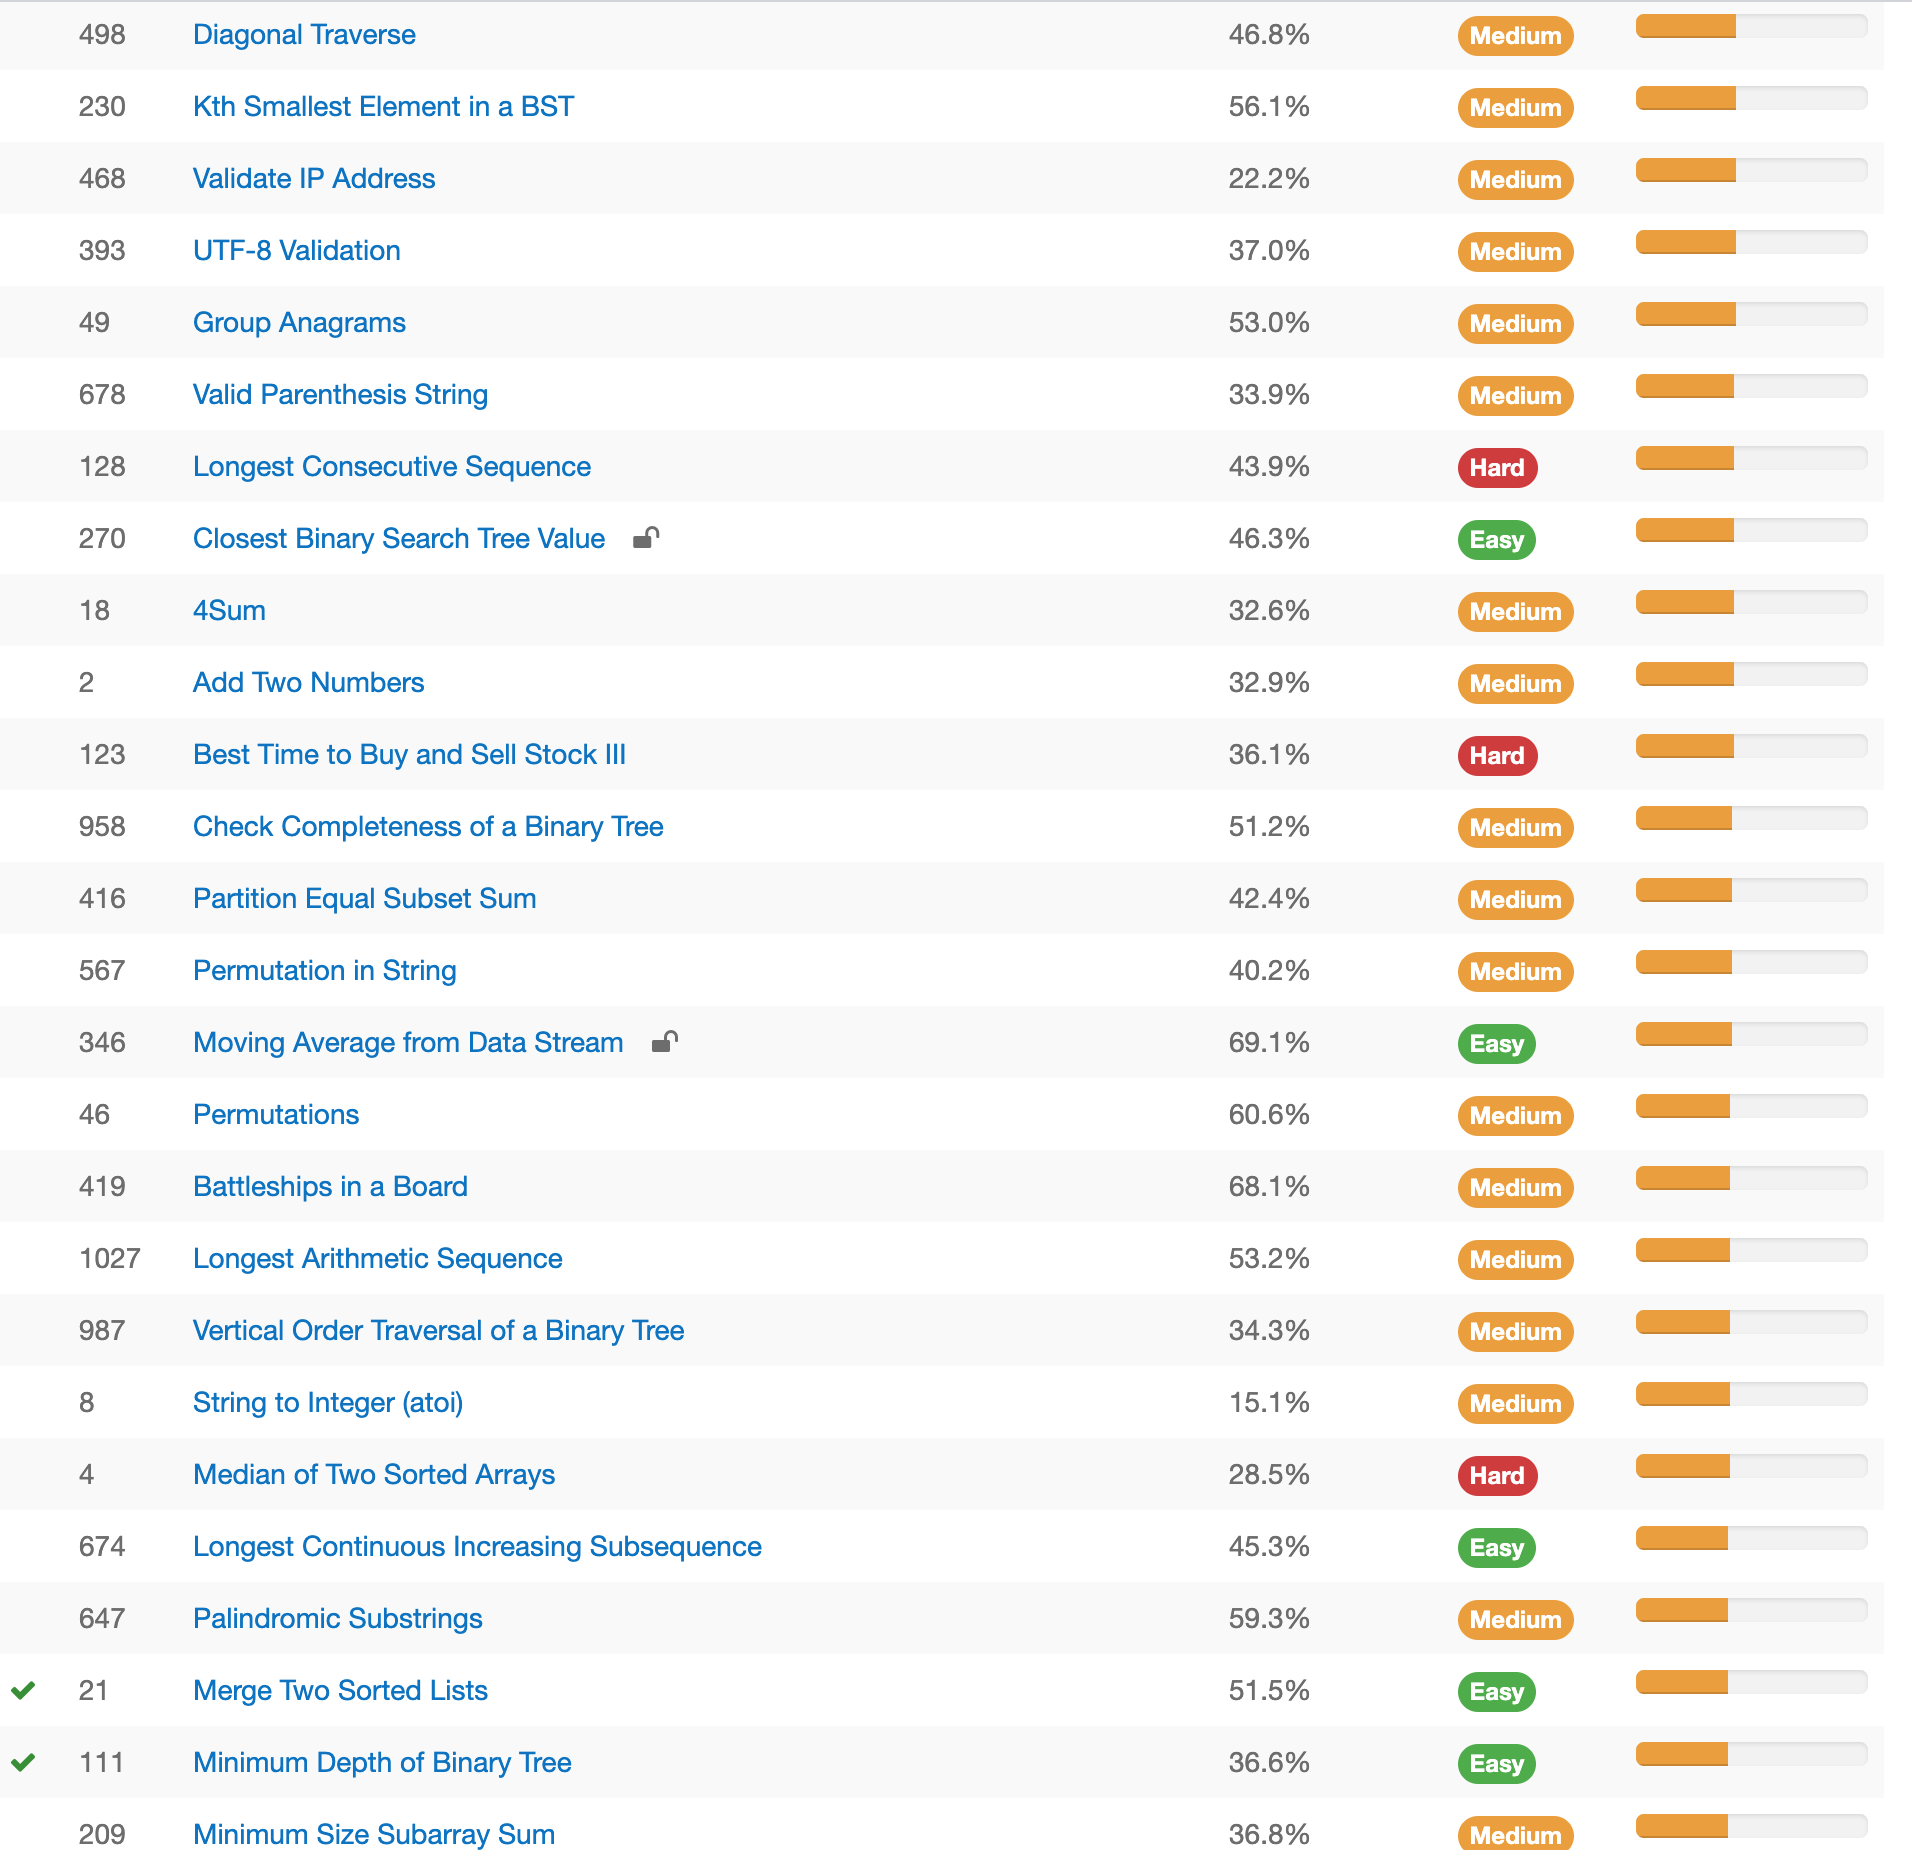 498 Diagonal Traverse 46.8% Medium
230 Kth Smallest Element in a BST 56.1% Medium
468 Validate IP Address 22.2% Medium
393 UTF-8 Validation 37.0% Medium
49 Group Anagrams 53.0% Medium
678 Valid Parenthesis String 33.9% Medium
128 Longest Consecutive Sequence 43.9% Hard
270 Closest Binary Search Tree Value 46.3% Easy
18 4Sum 32.6% Medium
2 Add Two Numbers 32.9% Medium
123 Best Time to Buy and Sell Stock III 36.1% Hard
958 Check Completeness of a Binary Tree 51.2% Medium
416 Partition Equal Subset Sum 42.4% Medium
567 Permutation in String 40.2% Medium
346 Moving Average from Data Stream 69.1% Easy
46 Permutations 60.6% Medium
419 Battleships in a Board 68.1% Medium
1027 Longest Arithmetic Sequence 53.2% Medium
987 Vertical Order Traversal of a Binary Tree 34.3% Medium
8 String to Integer (atoi) 15.1% Medium
4 Median of Two Sorted Arrays 28.5% Hard
674 Longest Continuous Increasing Subsequence 45.3% Easy
647 Palindromic Substrings 59.3% Medium
21 Merge Two Sorted Lists 51.5% Easy
111 Minimum Depth of Binary Tree 36.6% Easy
209 Minimum Size Subarray Sum 36.8% Medium